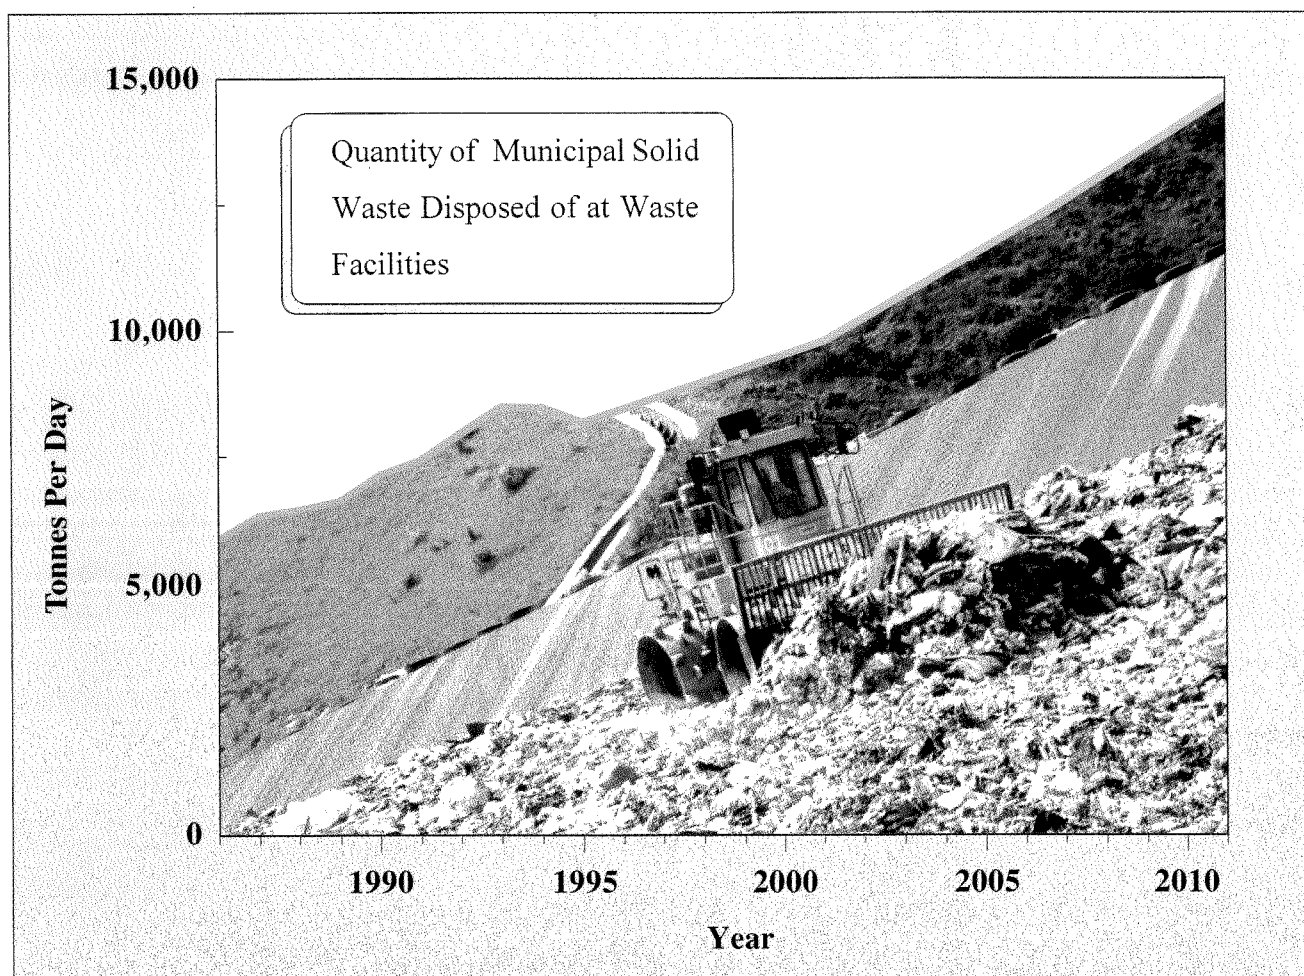 15,000
Quantity of Municipal Solid
Waste Disposed of at Waste
Facilities
10,000
Tonnes Per Day
5,000
0
1990 1995 2000 2005 2010
Year